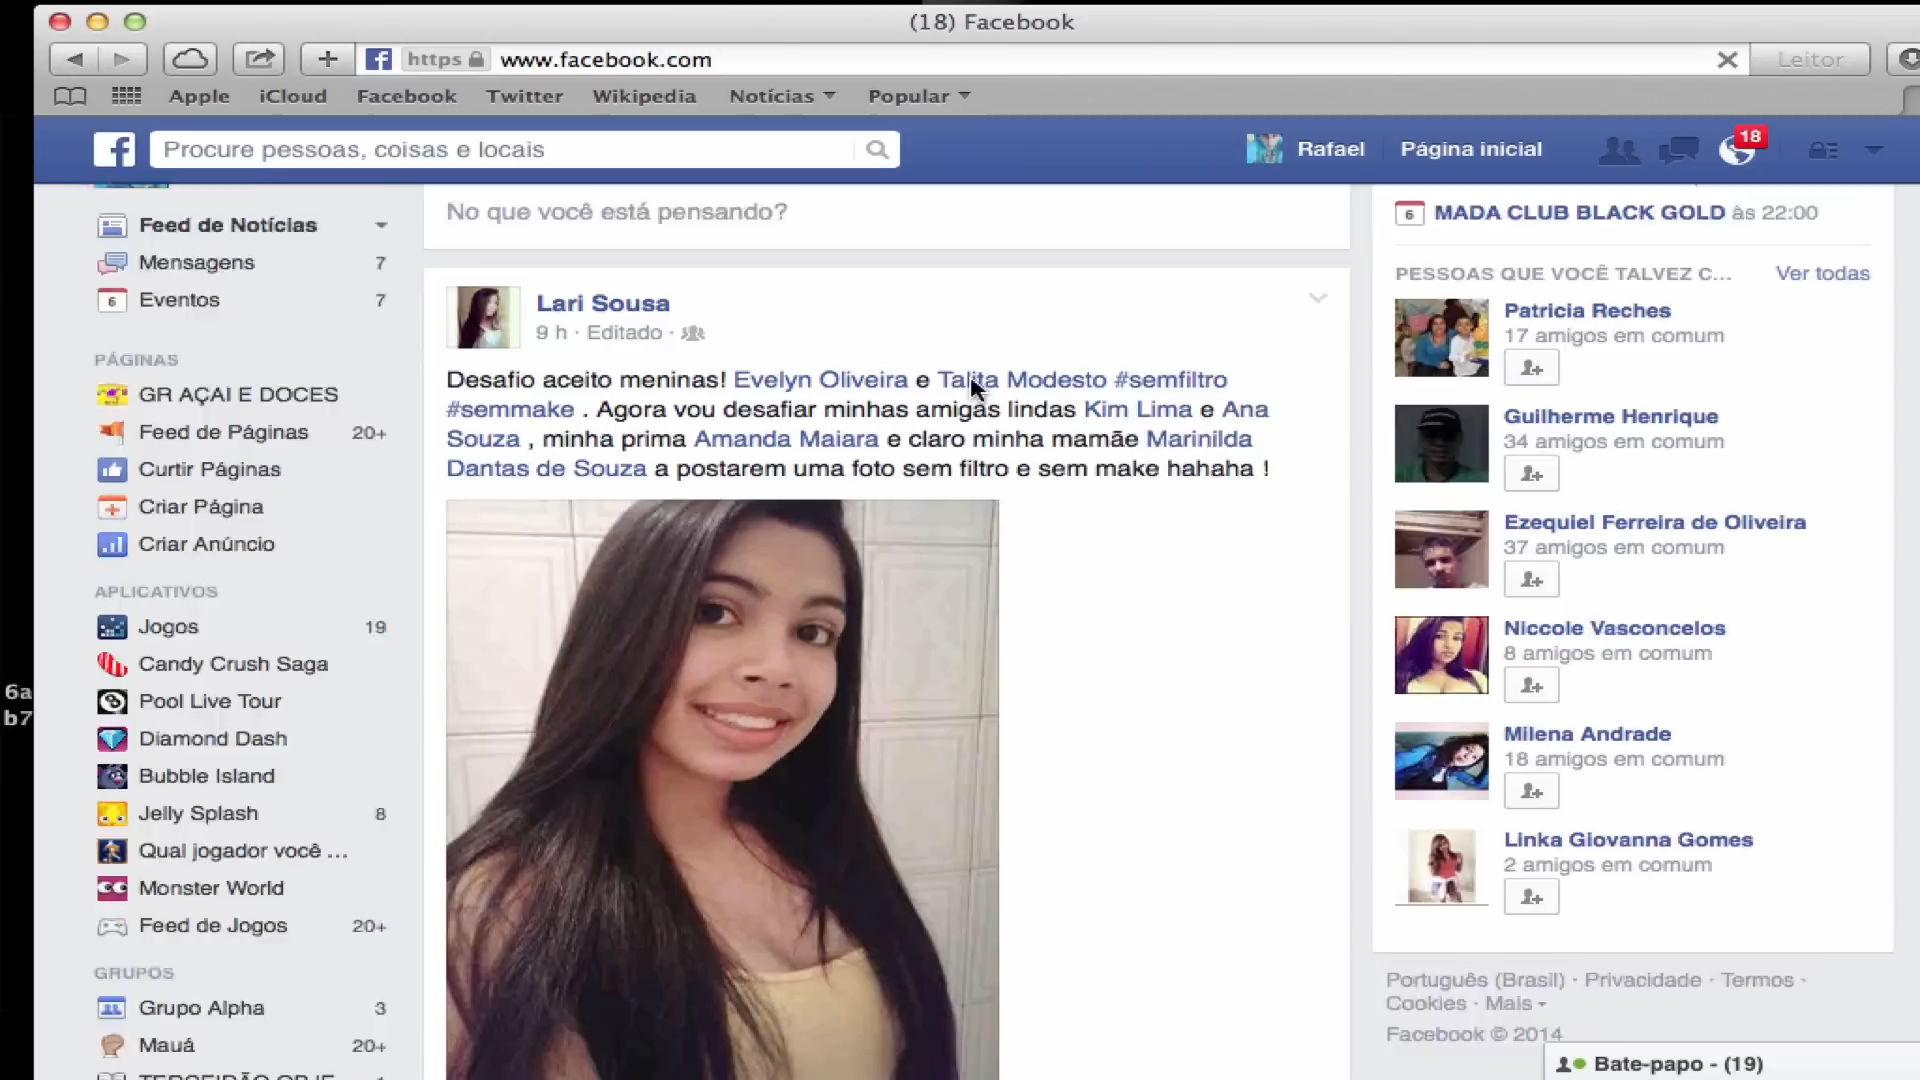 (18) Facebook
https www.facebook.com Leitor
Apple iCloud Facebook Twitter Wikipedia Notícias Popular
Procure pessoas, coisas e locais
Rafael Página inicial 18
Feed de Notícias
Mensagens 7
6 Eventos 7
PÁGINAS
GR AÇAI E DOCES
Feed de Páginas 20+
Curtir Páginas
Criar Página
Criar Anúncio
APLICATIVOS
Jogos 19
Candy Crush Saga
Pool Live Tour
Diamond Dash
Bubble Island
Jelly Splash 8
Qual jogador você ...
Monster World
Feed de Jogos 20+
GRUPOS
Grupo Alpha 3
Mauá 20+
6a
b7
No que você está pensando?
Lari Sousa
9 h · Editado ·
Desafio aceito meninas! Evelyn Oliveira e Talita Modesto #semfiltro
#semmake . Agora vou desafiar minhas amigas lindas Kim Lima e Ana
Souza , minha prima Amanda Maiara e claro minha mamãe Marinilda
Dantas de Souza a postarem uma foto sem filtro e sem make hahaha !
6 MADA CLUB BLACK GOLD às 22:00
PESSOAS QUE VOCÊ TALVEZ C... Ver todas
Patricia Reches
17 amigos em comum
Guilherme Henrique
34 amigos em comum
Ezequiel Ferreira de Oliveira
37 amigos em comum
Niccole Vasconcelos
8 amigos em comum
Milena Andrade
18 amigos em comum
Linka Giovanna Gomes
2 amigos em comum
Português (Brasil) · Privacidade · Termos ·
Cookies · Mais
Facebook © 2014
Bate-papo - (19)